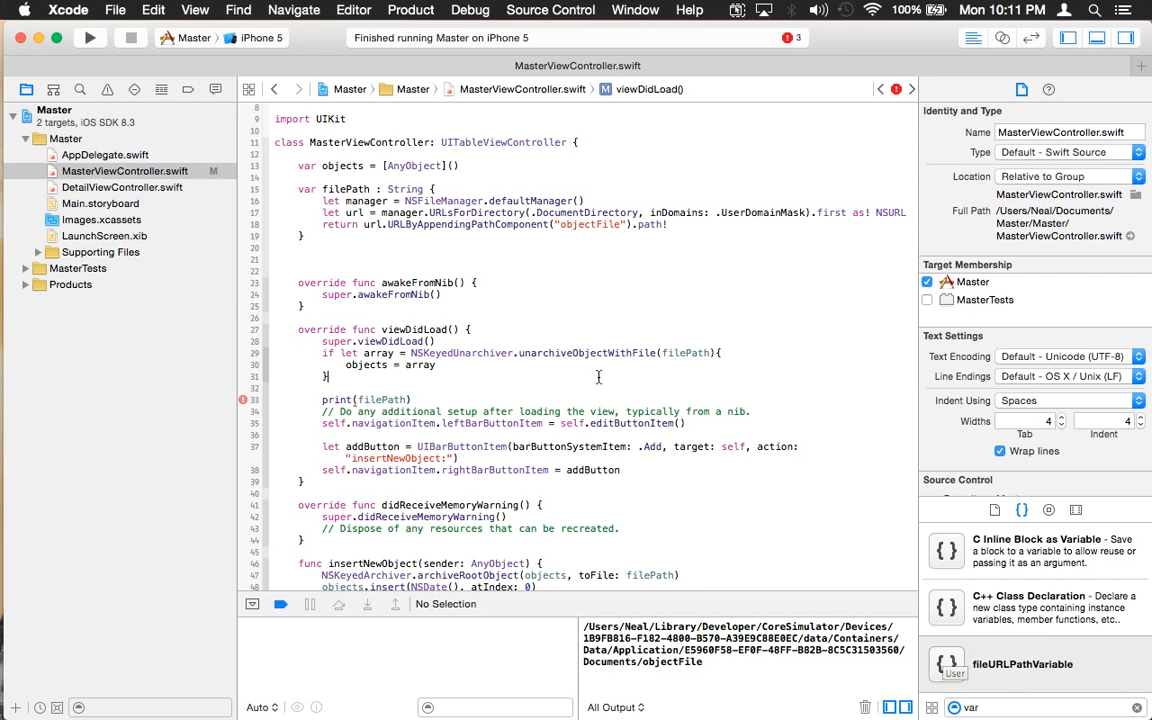 Xcode File Edit View Find Navigate Editor Product Debug Source Control Window Help 100% Mon 10:11 PM
Master iPhone 5 Finished running Master on iPhone 5 3
MasterViewController.swift
Master Master MasterViewController.swift M viewDidLoad()
Master
2 targets, iOS SDK 8.3
Master
AppDelegate.swift
MasterViewController.swift M
DetailViewController.swift
Main.storyboard
Images.xcassets
LaunchScreen.xib
Supporting Files
MasterTests
Products
8
9 import UIKit
10
11 class MasterViewController: UITableViewController {
12
13 var objects = [AnyObject]()
14
15 var filePath : String {
16 let manager = NSFileManager.defaultManager()
17 let url = manager.URLsForDirectory(.DocumentDirectory, inDomains: .UserDomainMask).first as! NSURL
18 return url.URLByAppendingPathComponent("objectFile").path!
19 }
20
21
22
23 override func awakeFromNib() {
24 super.awakeFromNib()
25 }
26
27 override func viewDidLoad() {
28 super.viewDidLoad()
29 if let array = NSKeyedUnarchiver.unarchiveObjectWithFile(filePath){
30 objects = array
31 }
32
33 print(filePath)
34 // Do any additional setup after loading the view, typically from a nib.
35 self.navigationItem.leftBarButtonItem = self.editButtonItem()
36
37 let addButton = UIBarButtonItem(barButtonSystemItem: .Add, target: self, action:
"insertNewObject:")
38 self.navigationItem.rightBarButtonItem = addButton
39 }
40
41 override func didReceiveMemoryWarning() {
42 super.didReceiveMemoryWarning()
43 // Dispose of any resources that can be recreated.
44 }
45
46 func insertNewObject(sender: AnyObject) {
47 NSKeyedArchiver.archiveRootObject(objects, toFile: filePath)
48 objects.insert(NSDate(), atIndex: 0)
No Selection
/Users/Neal/Library/Developer/CoreSimulator/Devices/
1B9FB816-F182-4800-B570-A39E9C88E0EC/data/Containers/
Data/Application/E5960F58-EF0F-48FF-B82B-8C5C31503560/
Documents/objectFile
Auto All Output
Identity and Type
Name MasterViewController.swift
Type Default - Swift Source
Location Relative to Group
MasterViewController.swift
Full Path /Users/Neal/Documents/
Master/Master/
MasterViewController.swift
Target Membership
Master
MasterTests
Text Settings
Text Encoding Default - Unicode (UTF-8)
Line Endings Default - OS X / Unix (LF)
Indent Using Spaces
Widths 4 4
Tab Indent
Wrap lines
Source Control
C Inline Block as Variable - Save
a block to a variable to allow reuse or
passing it as an argument.
C++ Class Declaration - Declare a
new class type containing instance
variables, member functions, etc..
fileURLPathVariable
User
var